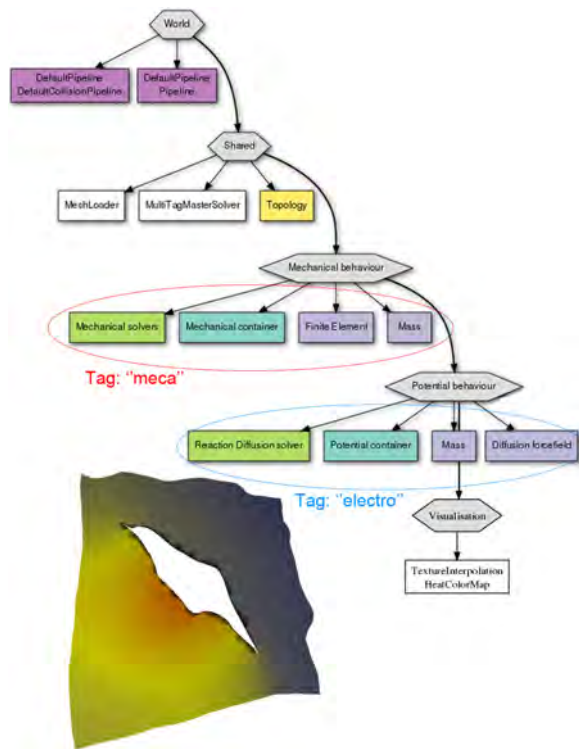 World
DefaultPipeline
DefaultCollisionPipeline
DefaultPipeline
Pipeline
Shared
MeshLoader
MultiTagMasterSolver
Topology
Mechanical behaviour
Mechanical solvers
Mechanical container
Finite Element
Mass
Tag: "meca"
Potential behaviour
Reaction Diffusion solver
Potential container
Mass
Diffusion forcefield
Tag: "electro"
Visualisation
TextureInterpolation
HeatColorMap